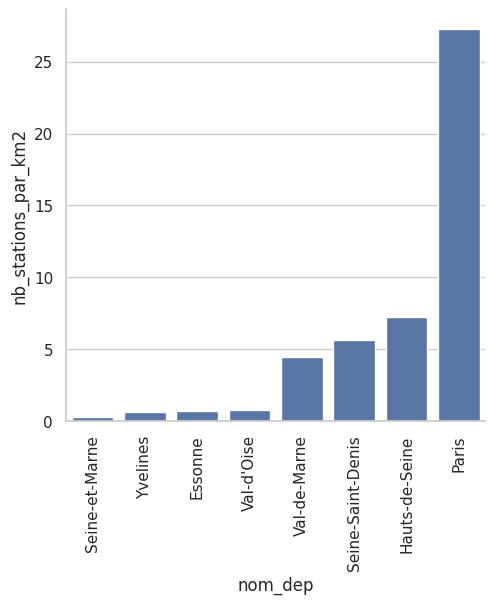 nb_stations_par_km2
25
20
15
10
5
0
Seine-et-Marne
Yvelines
Essonne
Val-d'Oise
Val-de-Marne
Seine-Saint-Denis
Hauts-de-Seine
Paris
nom_dep